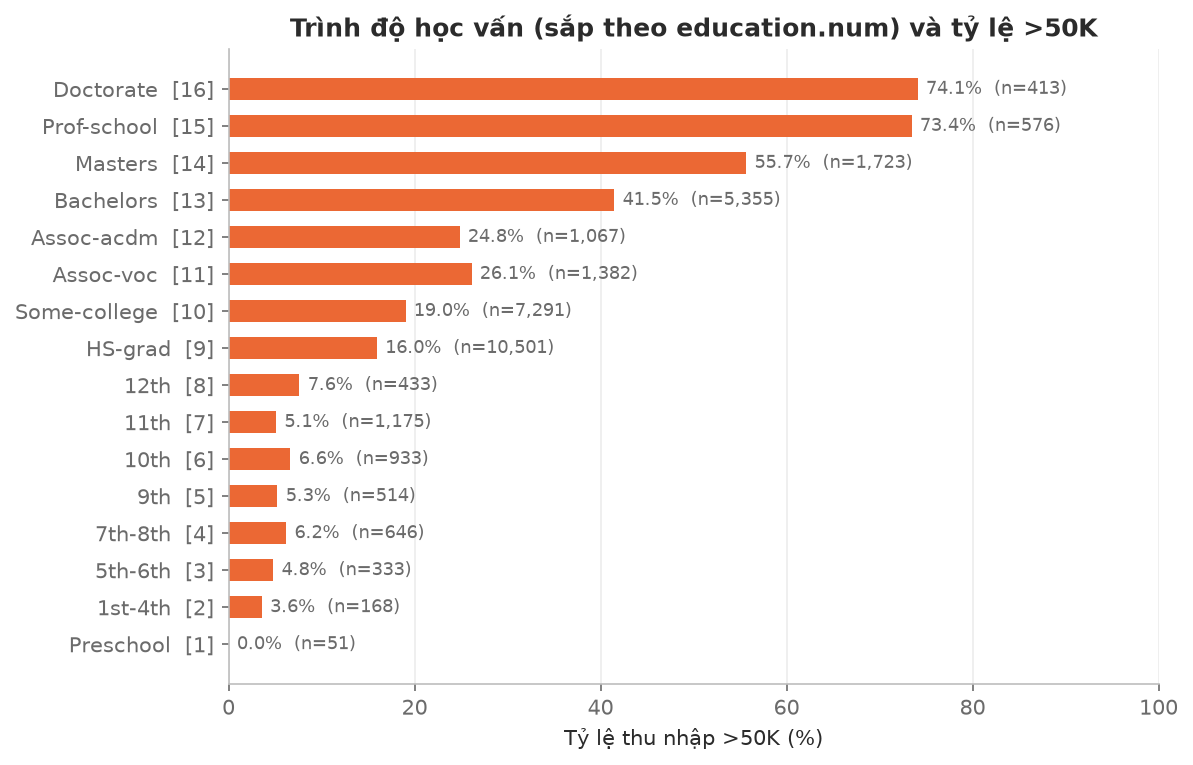 Trình độ học vấn (sắp theo education.num) và tỷ lệ >50K
Doctorate [16] 74.1% (n=413)
Prof-school [15] 73.4% (n=576)
Masters [14] 55.7% (n=1,723)
Bachelors [13] 41.5% (n=5,355)
Assoc-acdm [12] 24.8% (n=1,067)
Assoc-voc [11] 26.1% (n=1,382)
Some-college [10] 19.0% (n=7,291)
HS-grad [9] 16.0% (n=10,501)
12th [8] 7.6% (n=433)
11th [7] 5.1% (n=1,175)
10th [6] 6.6% (n=933)
9th [5] 5.3% (n=514)
7th-8th [4] 6.2% (n=646)
5th-6th [3] 4.8% (n=333)
1st-4th [2] 3.6% (n=168)
Preschool [1] 0.0% (n=51)
0 20 40 60 80 100
Tỷ lệ thu nhập >50K (%)